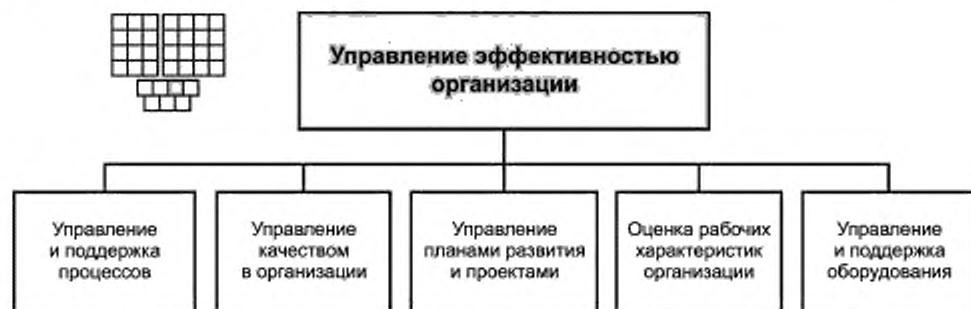 Управление эффективностью
организации
Управление
и поддержка
процессов
Управление
качеством
в организации
Управление
планами развития
и проектами
Оценка рабочих
характеристик
организации
Управление
и поддержка
оборудования